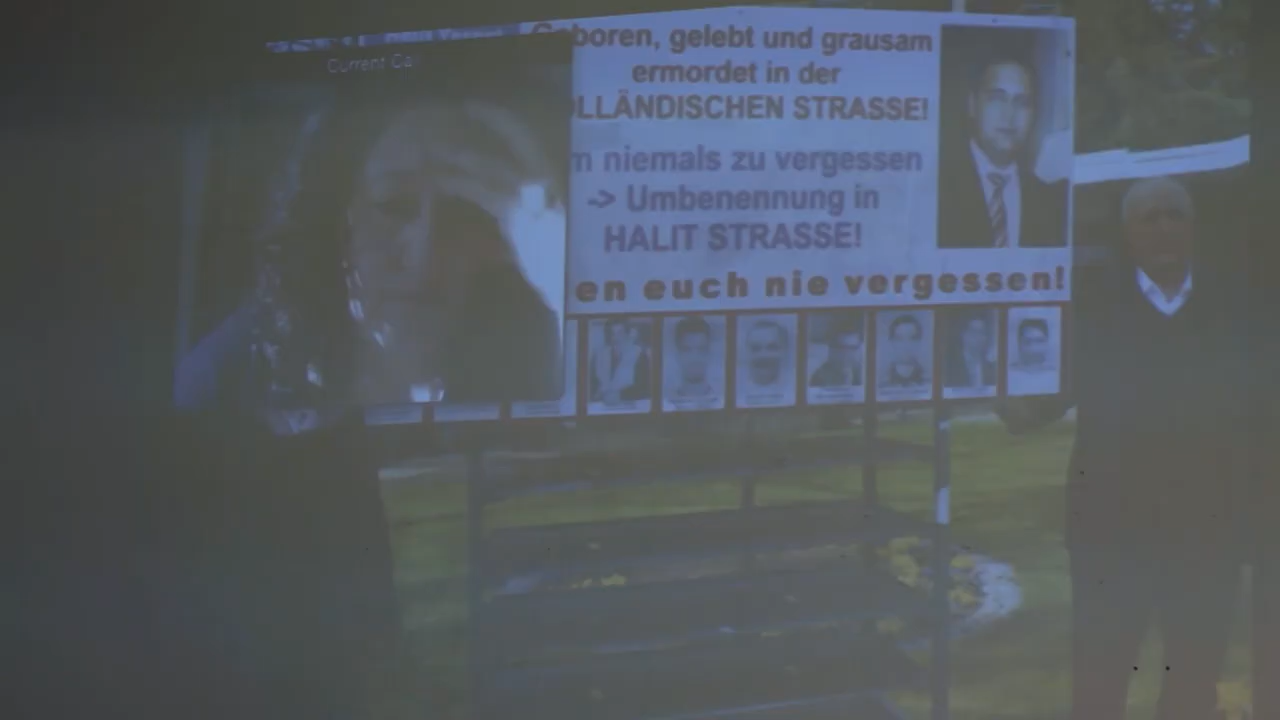 Current Ca
Geboren, gelebt und grausam
ermordet in der
OLLÄNDISCHEN STRASSE!
m niemals zu vergessen
-> Umbenennung in
HALIT STRASSE!
en euch nie vergessen!